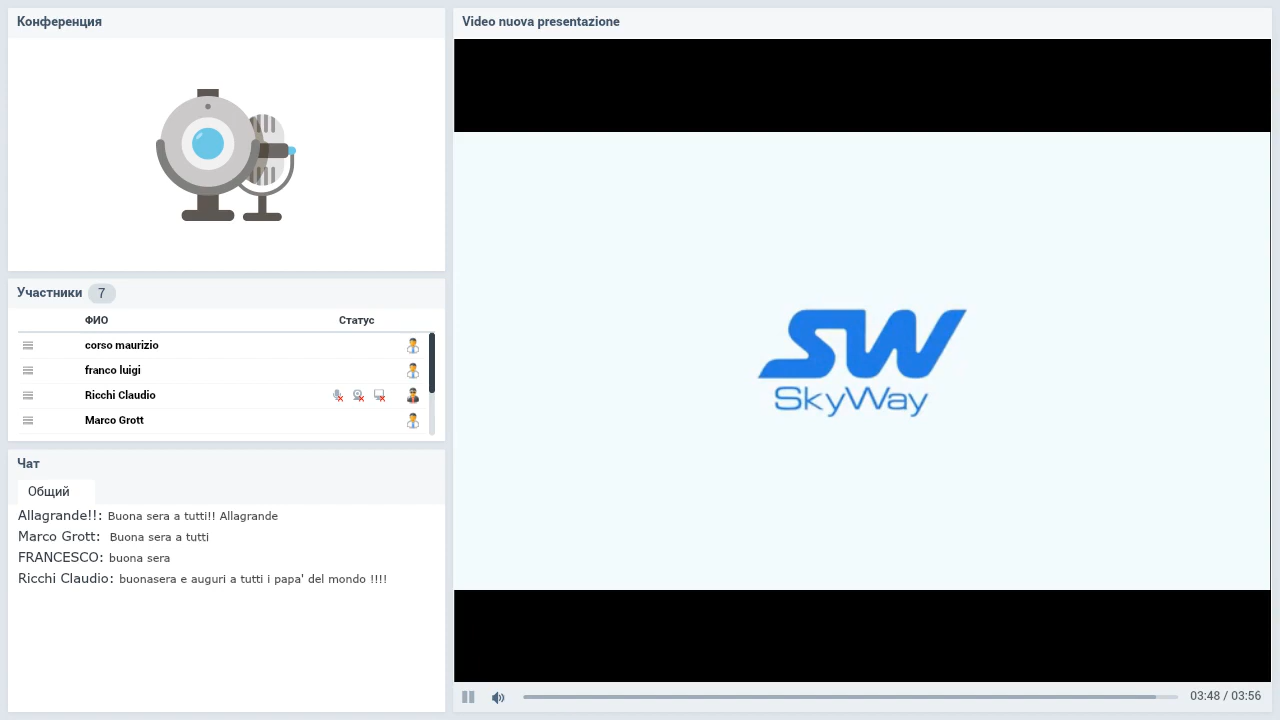 Конференция
Участники 7
ФИО Статус
corso maurizio
franco luigi
Ricchi Claudio
Marco Grott
Чат
Общий
Allagrande!!: Buona sera a tutti!! Allagrande
Marco Grott: Buona sera a tutti
FRANCESCO: buona sera
Ricchi Claudio: buonasera e auguri a tutti i papa' del mondo !!!!
Video nuova presentazione
SW
SkyWay
03:48 / 03:56